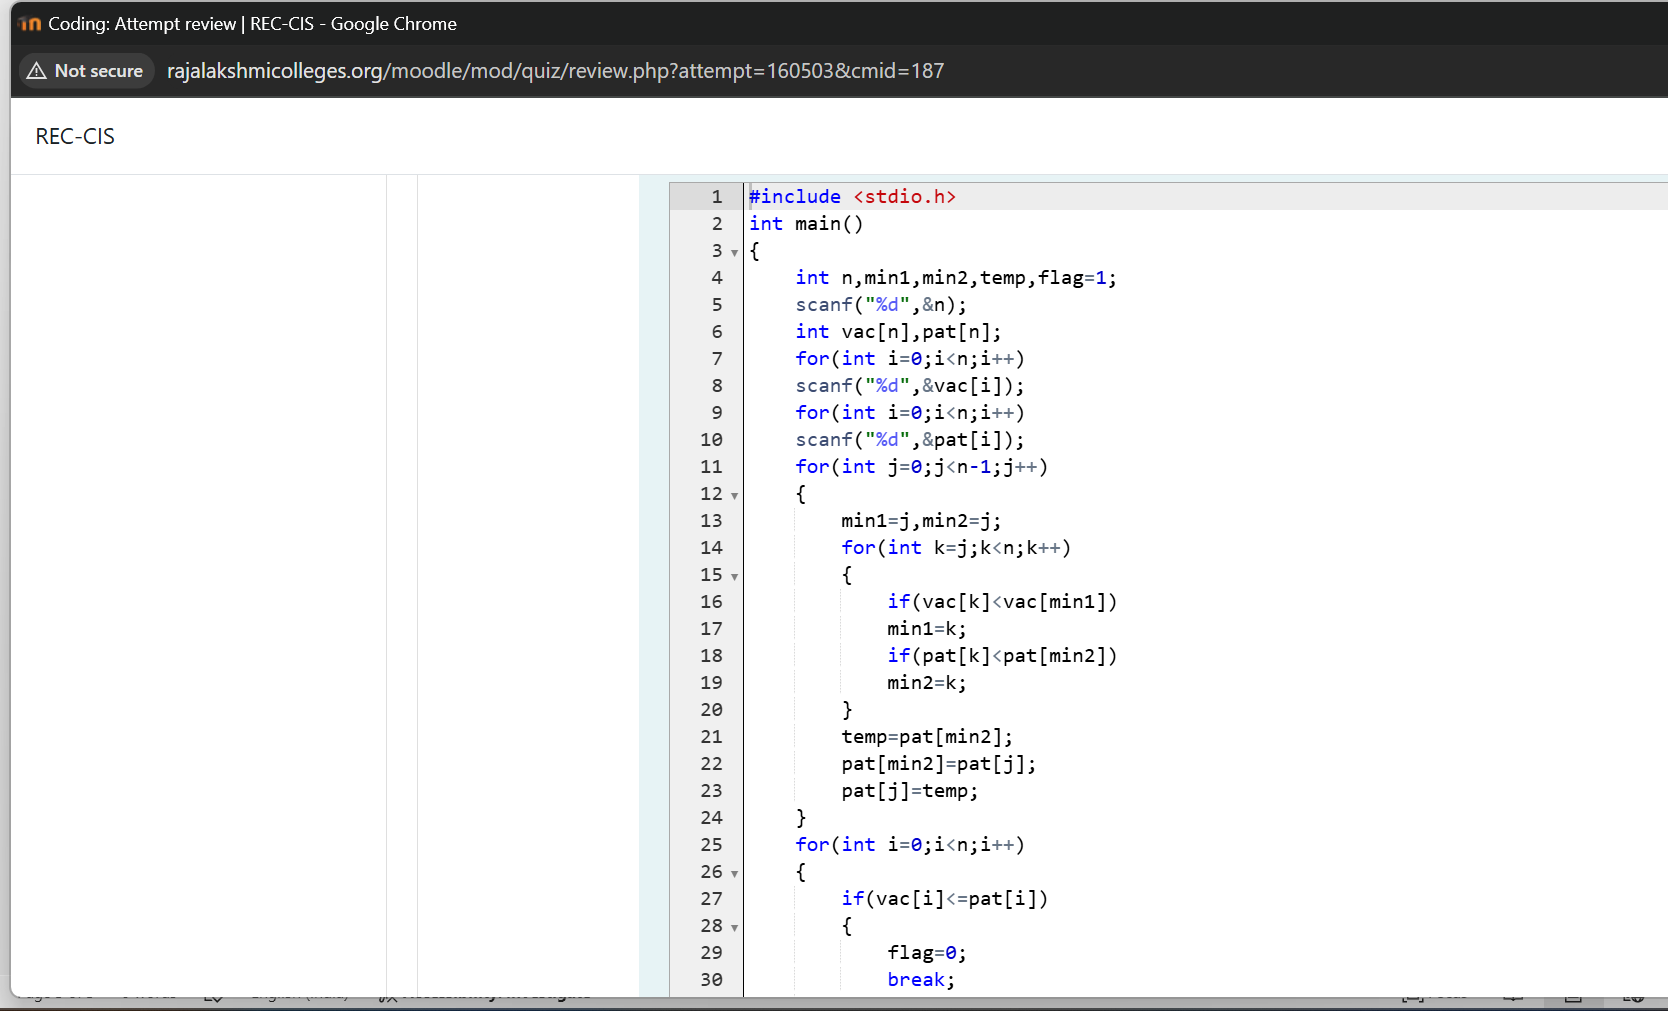 Coding: Attempt review | REC-CIS - Google Chrome
Not secure rajalakshmicolleges.org/moodle/mod/quiz/review.php?attempt=160503&cmid=187
REC-CIS
1 #include <stdio.h>
2 int main()
3 {
4     int n,min1,min2,temp,flag=1;
5     scanf("%d",&n);
6     int vac[n],pat[n];
7     for(int i=0;i<n;i++)
8     scanf("%d",&vac[i]);
9     for(int i=0;i<n;i++)
10     scanf("%d",&pat[i]);
11     for(int j=0;j<n-1;j++)
12     {
13         min1=j,min2=j;
14         for(int k=j;k<n;k++)
15         {
16             if(vac[k]<vac[min1])
17             min1=k;
18             if(pat[k]<pat[min2])
19             min2=k;
20         }
21         temp=pat[min2];
22         pat[min2]=pat[j];
23         pat[j]=temp;
24     }
25     for(int i=0;i<n;i++)
26     {
27         if(vac[i]<=pat[i])
28         {
29             flag=0;
30             break;